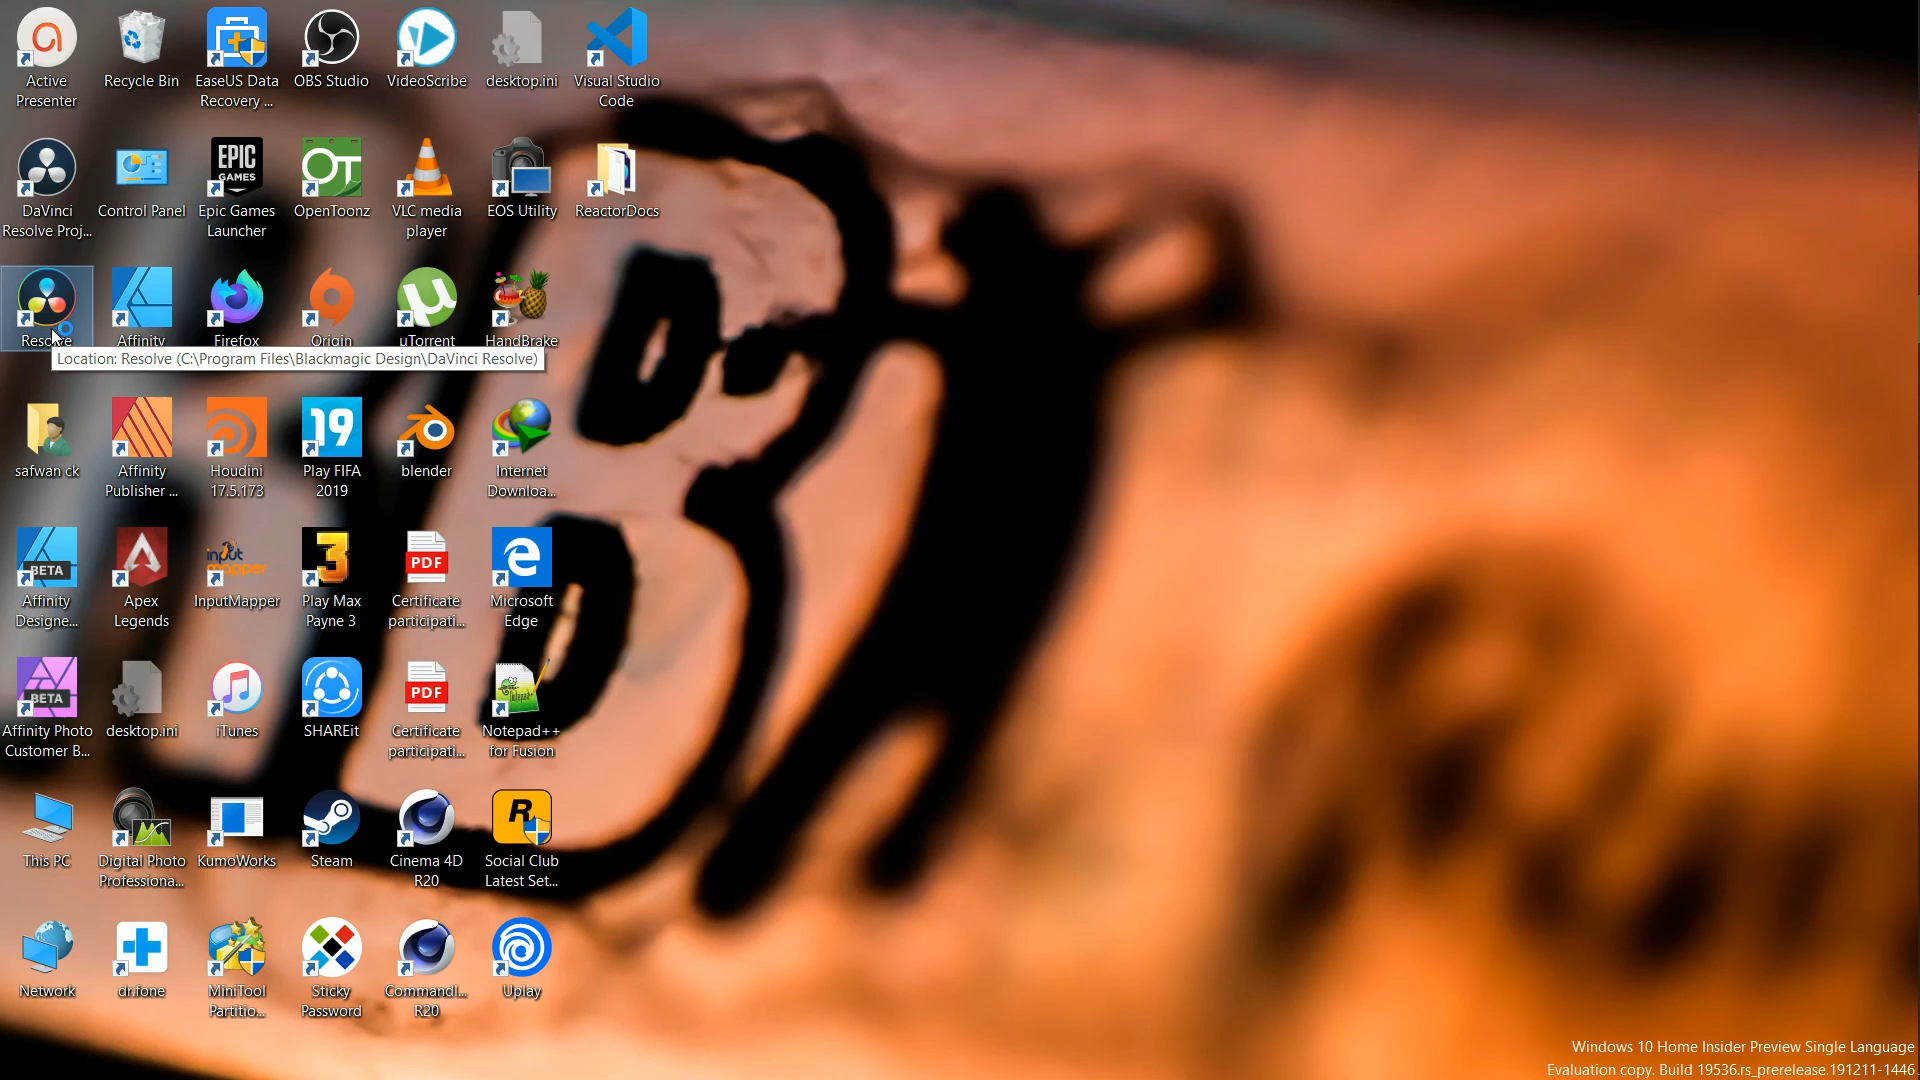 Active
Presenter
Recycle Bin
EaseUS Data
Recovery ...
OBS Studio
VideoScribe
desktop.ini
Visual Studio
Code
DaVinci
Resolve Proj...
Control Panel
EPIC
GAMES
Epic Games
Launcher
OT
OpenToonz
VLC media
player
EOS Utility
ReactorDocs
Resolve
Affinity
Firefox
Origin
µ
uTorrent
HandBrake
Location: Resolve (C:\Program Files\Blackmagic Design\DaVinci Resolve)
safwan ck
Affinity
Publisher ...
Houdini
17.5.173
19
Play FIFA
2019
blender
Internet
Downloa...
BETA
Affinity
Designe...
Apex
Legends
input
mapper
InputMapper
3
Play Max
Payne 3
PDF
Certificate
participati...
Microsoft
Edge
BETA
Affinity Photo
Customer B...
desktop.ini
iTunes
SHAREit
PDF
Certificate
participati...
Notepad++
for Fusion
This PC
Digital Photo
Professiona...
KumoWorks
Steam
Cinema 4D
R20
R
Social Club
Latest Set...
Network
dr.fone
MiniTool
Partitio...
Sticky
Password
Commandl...
R20
Uplay
Windows 10 Home Insider Preview Single Language
Evaluation copy. Build 19536.rs_prerelease.191211-1446